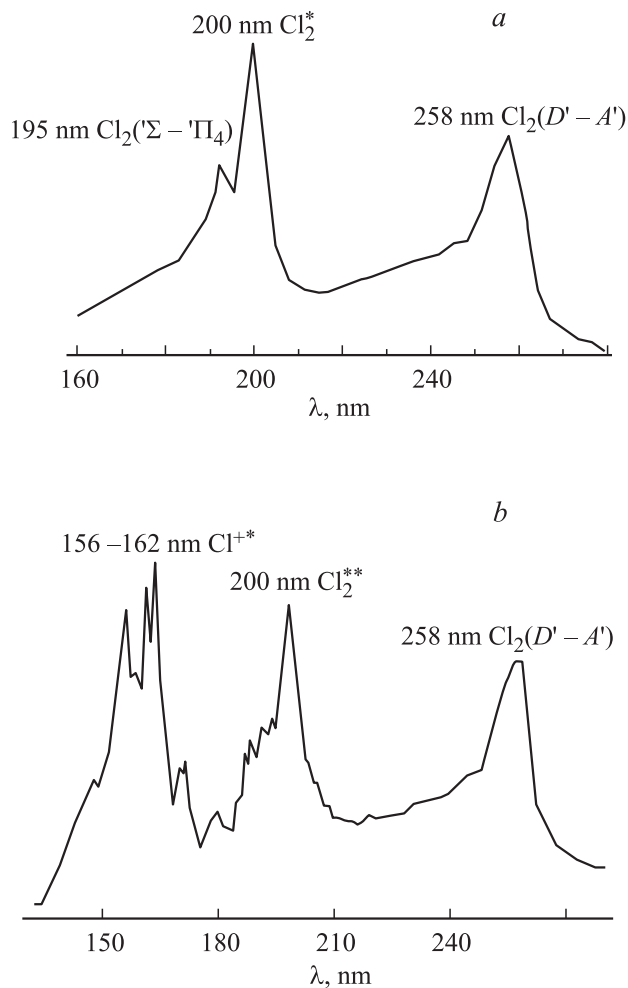 a
200 nm Cl₂*
195 nm Cl₂('Σ – 'Π₄)
258 nm Cl₂(D' – A')
160 200 240
λ, nm
b
156 –162 nm Cl⁺*
200 nm Cl₂**
258 nm Cl₂(D' – A')
150 180 210 240
λ, nm